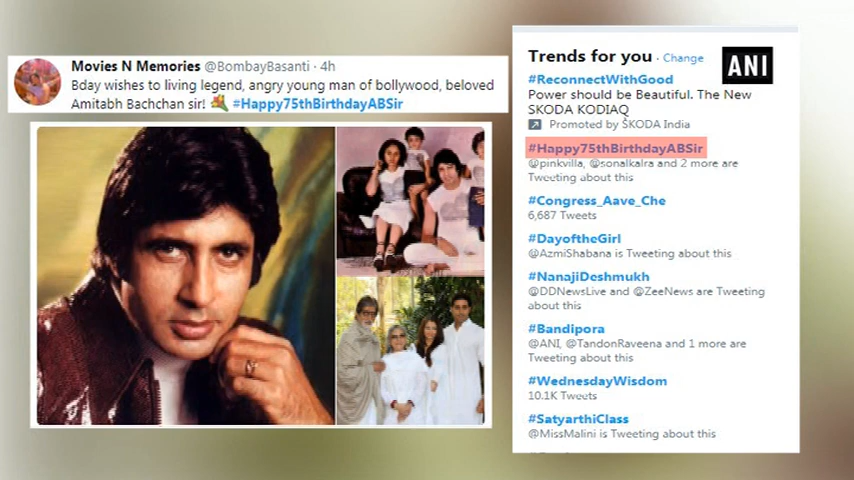 Movies N Memories @BombayBasanti · 4h
Bday wishes to living legend, angry young man of bollywood, beloved
Amitabh Bachchan sir! 💐 #Happy75thBirthdayABSir
Trends for you · Change
ANI
#ReconnectWithGood
Power should be Beautiful. The New
SKODA KODIAQ
Promoted by ŠKODA India
#Happy75thBirthdayABSir
@pinkvilla, @sonalkalra and 2 more are
Tweeting about this
#Congress_Aave_Che
6,687 Tweets
#DayoftheGirl
@AzmiShabana is Tweeting about this
#NanajiDeshmukh
@DDNewsLive and @ZeeNews are Tweeting
about this
#Bandipora
@ANI, @TandonRaveena and 1 more are
Tweeting about this
#WednesdayWisdom
10.1K Tweets
#SatyarthiClass
@MissMalini is Tweeting about this